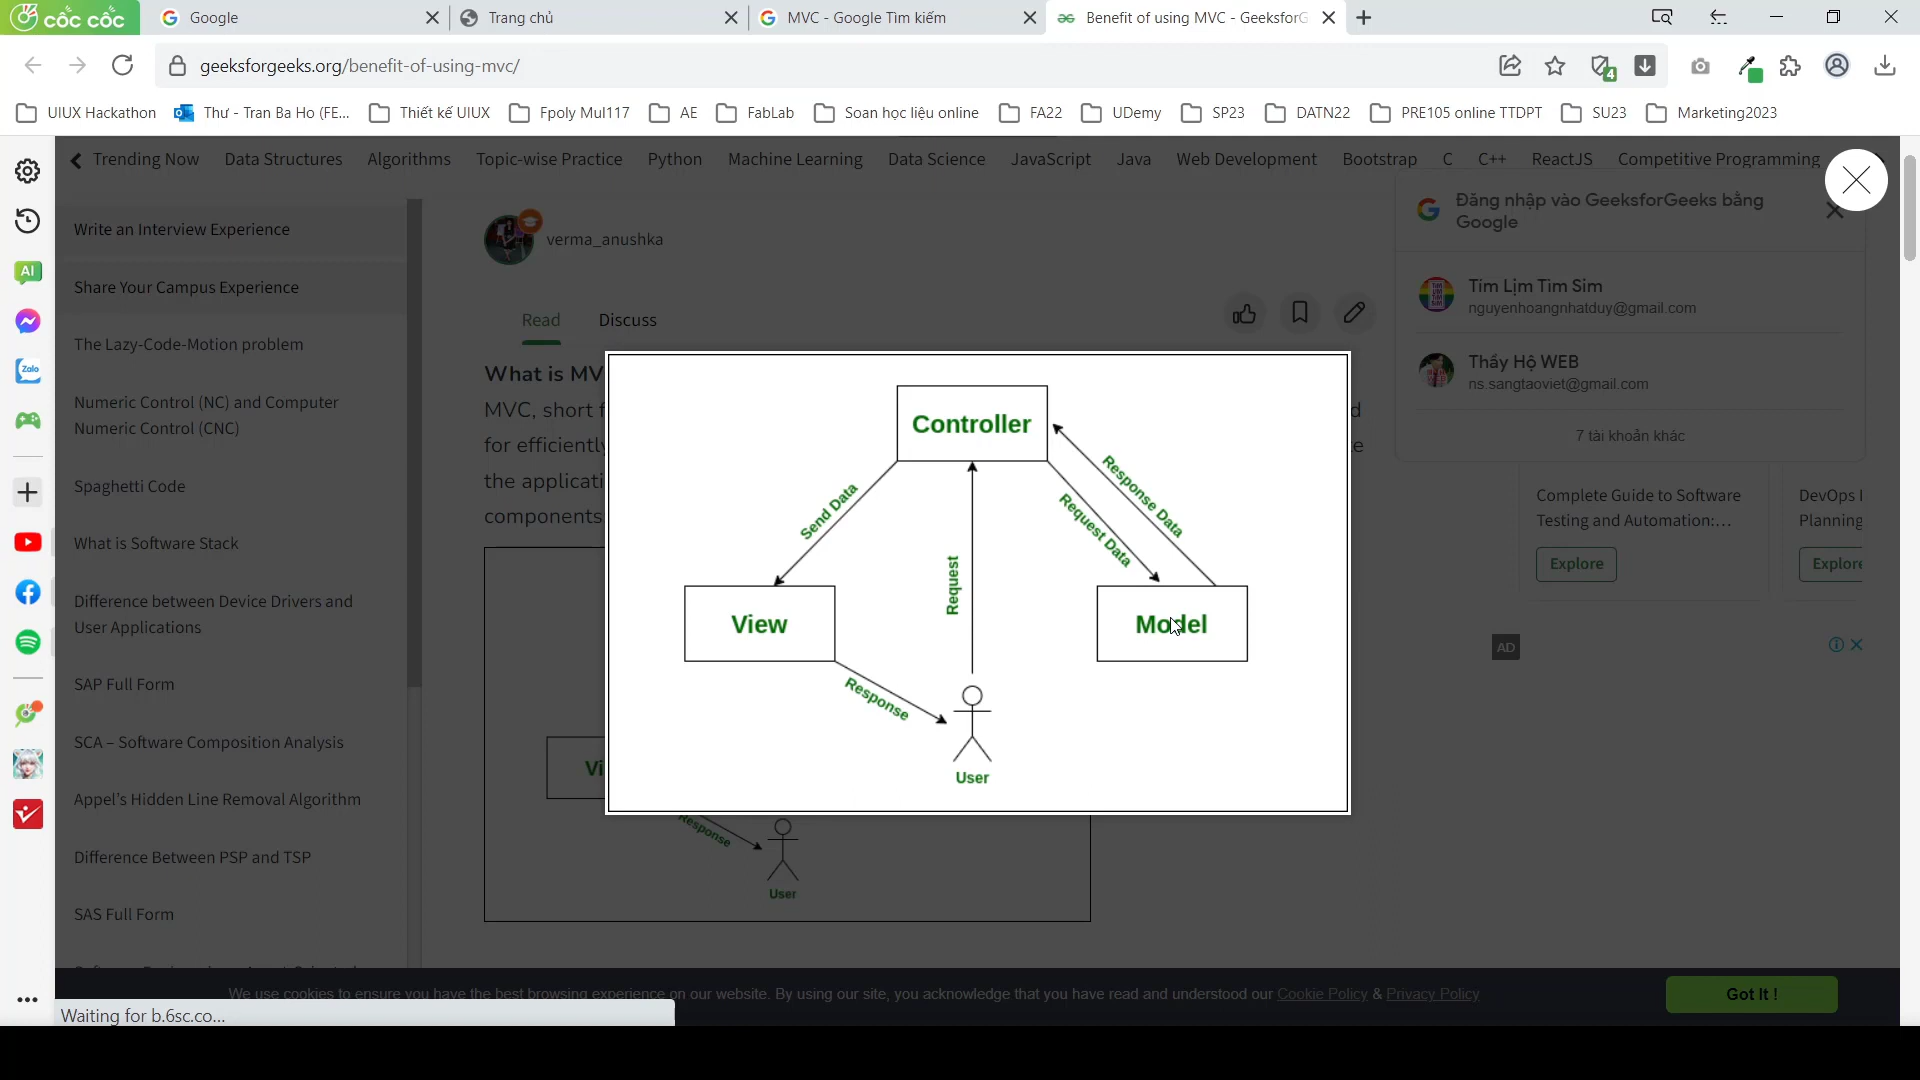 cốc cốc
Google
Trang chủ
MVC - Google Tìm kiếm
Benefit of using MVC - GeeksforG
geeksforgeeks.org/benefit-of-using-mvc/
4
UIUX Hackathon
Thư - Tran Ba Ho (FE...
Thiết kế UIUX
Fpoly Mul117
AE
FabLab
Soan học liệu online
FA22
UDemy
SP23
DATN22
PRE105 online TTDPT
SU23
Marketing2023
Trending Now
Data Structures
Algorithms
Topic-wise Practice
Python
Machine Learning
Data Science
JavaScript
Java
Web Development
Bootstrap
C
C++
ReactJS
Competitive Programming
AI
Zalo
Write an Interview Experience
Share Your Campus Experience
The Lazy-Code-Motion problem
Numeric Control (NC) and Computer
Numeric Control (CNC)
Spaghetti Code
What is Software Stack
Difference between Device Drivers and
User Applications
SAP Full Form
SCA – Software Composition Analysis
Appel's Hidden Line Removal Algorithm
Difference Between PSP and TSP
SAS Full Form
verma_anushka
Read
Discuss
What is MV
MVC, short f
for efficiently
the applicati
components
Controller
Send Data
Response Data
Request Data
Request
View
Model
Response
User
Vi
Response
User
Đăng nhập vào GeeksforGeeks bằng
Google
Tím Lịm Tìm Sim
nguyenhoangnhatduy@gmail.com
Thầy Hộ WEB
ns.sangtaoviet@gmail.com
7 tài khoản khác
Complete Guide to Software
Testing and Automation:...
Explore
DevOps
Planning
Explore
AD
We use cookies to ensure you have the best browsing experience on our website. By using our site, you acknowledge that you have read and understood our Cookie Policy & Privacy Policy
Got It !
Waiting for b.6sc.co...